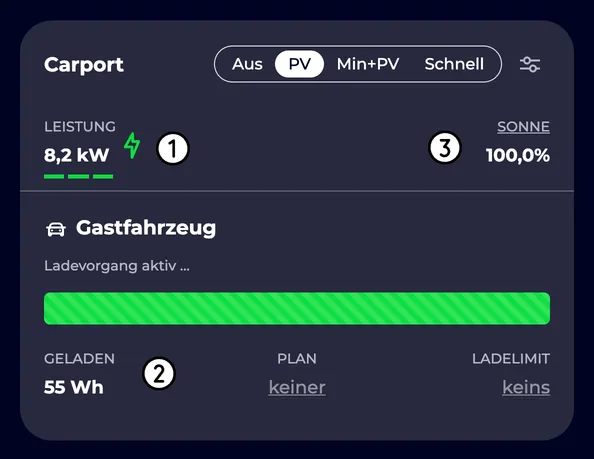 Carport
Aus PV Min+PV Schnell
LEISTUNG 1 3 SONNE
8,2 kW 100,0%
Gastfahrzeug
Ladevorgang aktiv ...
GELADEN 2 PLAN LADELIMIT
55 Wh keiner keins